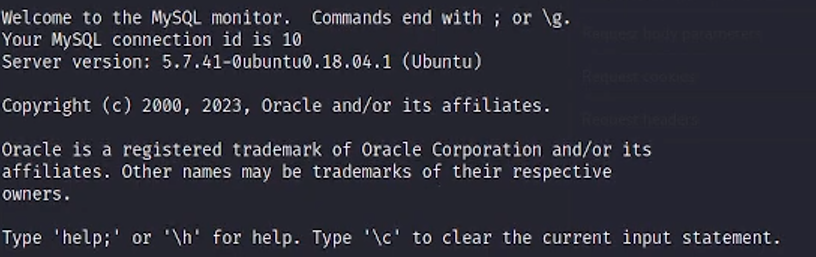 Welcome to the MySQL monitor.  Commands end with ; or \g.
Request body parameters
Your MySQL connection id is 10
Server version: 5.7.41-0ubuntu0.18.04.1 (Ubuntu)
Request cookies
Copyright (c) 2000, 2023, Oracle and/or its affiliates.
Request headers
Oracle is a registered trademark of Oracle Corporation and/or its
affiliates. Other names may be trademarks of their respective
owners.
Type 'help;' or '\h' for help. Type '\c' to clear the current input statement.